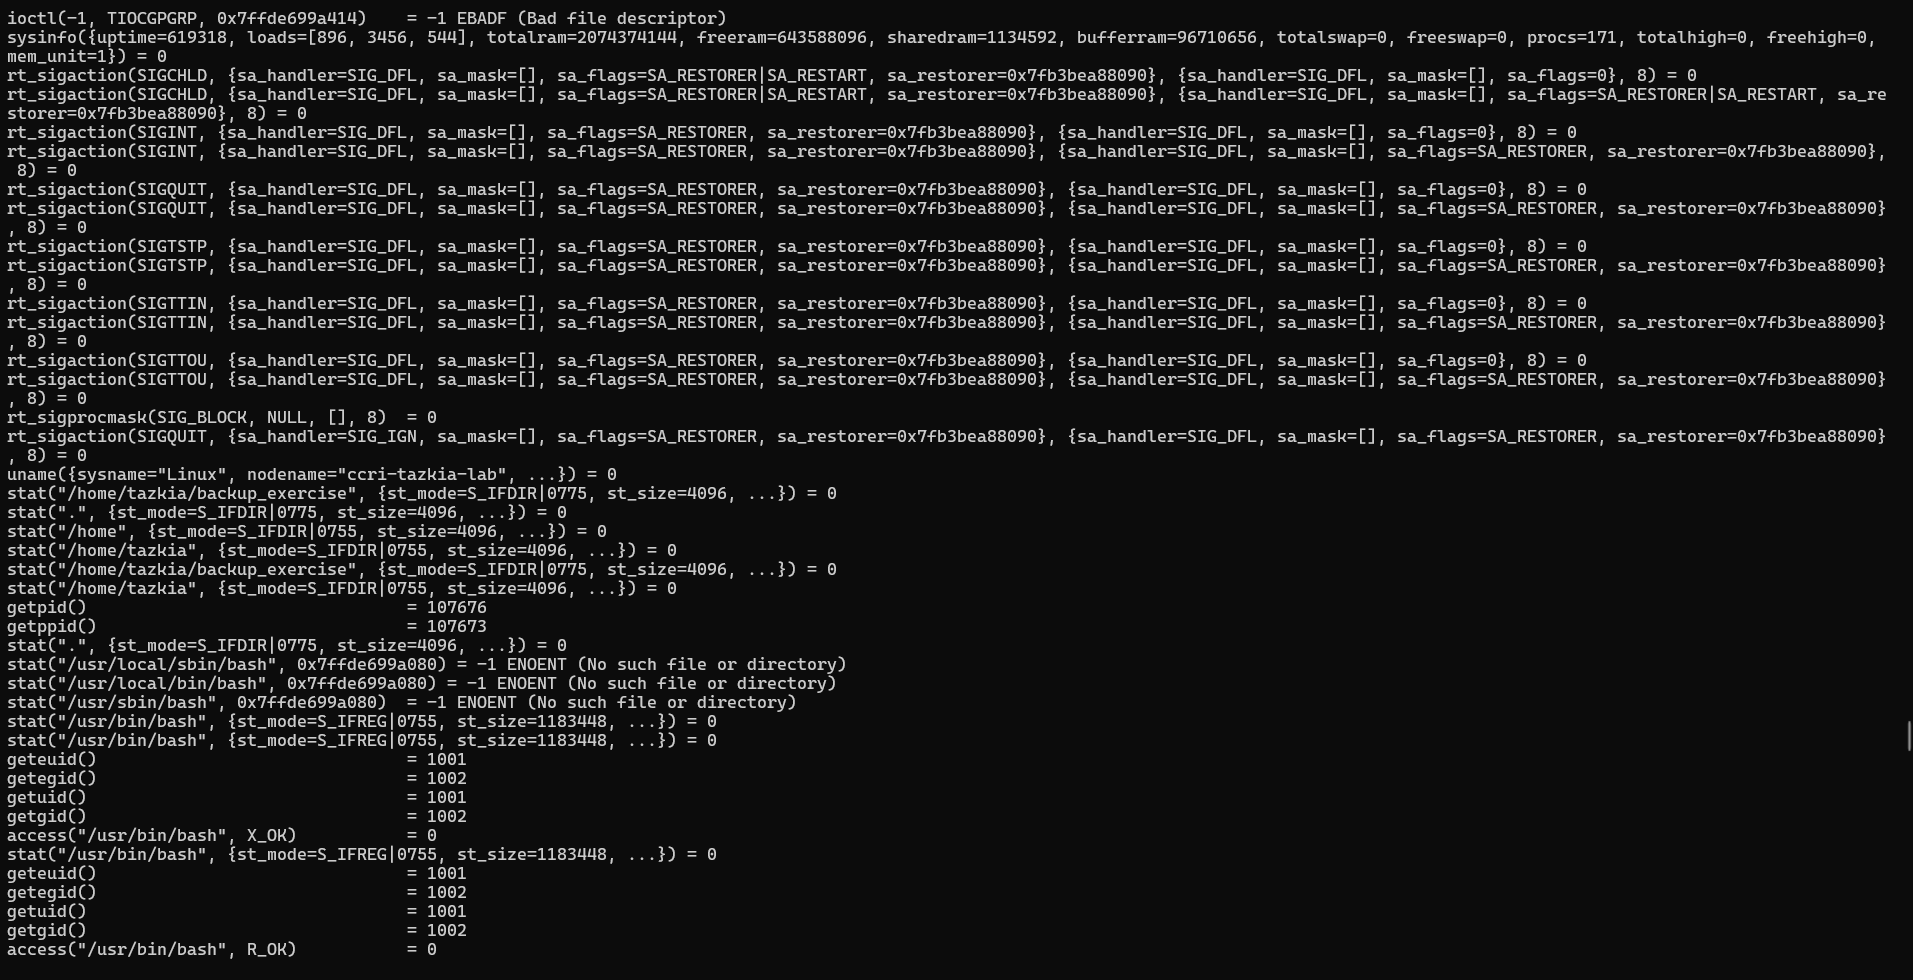 ioctl(-1, TIOCGPGRP, 0x7ffde699a414)    = -1 EBADF (Bad file descriptor)
sysinfo({uptime=619318, loads=[896, 3456, 544], totalram=2074374144, freeram=643588096, sharedram=1134592, bufferram=96710656, totalswap=0, freeswap=0, procs=171, totalhigh=0, freehigh=0,
mem_unit=1}) = 0
rt_sigaction(SIGCHLD, {sa_handler=SIG_DFL, sa_mask=[], sa_flags=SA_RESTORER|SA_RESTART, sa_restorer=0x7fb3bea88090}, {sa_handler=SIG_DFL, sa_mask=[], sa_flags=0}, 8) = 0
rt_sigaction(SIGCHLD, {sa_handler=SIG_DFL, sa_mask=[], sa_flags=SA_RESTORER|SA_RESTART, sa_restorer=0x7fb3bea88090}, {sa_handler=SIG_DFL, sa_mask=[], sa_flags=SA_RESTORER|SA_RESTART, sa_re
storer=0x7fb3bea88090}, 8) = 0
rt_sigaction(SIGINT, {sa_handler=SIG_DFL, sa_mask=[], sa_flags=SA_RESTORER, sa_restorer=0x7fb3bea88090}, {sa_handler=SIG_DFL, sa_mask=[], sa_flags=0}, 8) = 0
rt_sigaction(SIGINT, {sa_handler=SIG_DFL, sa_mask=[], sa_flags=SA_RESTORER, sa_restorer=0x7fb3bea88090}, {sa_handler=SIG_DFL, sa_mask=[], sa_flags=SA_RESTORER, sa_restorer=0x7fb3bea88090},
 8) = 0
rt_sigaction(SIGQUIT, {sa_handler=SIG_DFL, sa_mask=[], sa_flags=SA_RESTORER, sa_restorer=0x7fb3bea88090}, {sa_handler=SIG_DFL, sa_mask=[], sa_flags=0}, 8) = 0
rt_sigaction(SIGQUIT, {sa_handler=SIG_DFL, sa_mask=[], sa_flags=SA_RESTORER, sa_restorer=0x7fb3bea88090}, {sa_handler=SIG_DFL, sa_mask=[], sa_flags=SA_RESTORER, sa_restorer=0x7fb3bea88090}
, 8) = 0
rt_sigaction(SIGTSTP, {sa_handler=SIG_DFL, sa_mask=[], sa_flags=SA_RESTORER, sa_restorer=0x7fb3bea88090}, {sa_handler=SIG_DFL, sa_mask=[], sa_flags=0}, 8) = 0
rt_sigaction(SIGTSTP, {sa_handler=SIG_DFL, sa_mask=[], sa_flags=SA_RESTORER, sa_restorer=0x7fb3bea88090}, {sa_handler=SIG_DFL, sa_mask=[], sa_flags=SA_RESTORER, sa_restorer=0x7fb3bea88090}
, 8) = 0
rt_sigaction(SIGTTIN, {sa_handler=SIG_DFL, sa_mask=[], sa_flags=SA_RESTORER, sa_restorer=0x7fb3bea88090}, {sa_handler=SIG_DFL, sa_mask=[], sa_flags=0}, 8) = 0
rt_sigaction(SIGTTIN, {sa_handler=SIG_DFL, sa_mask=[], sa_flags=SA_RESTORER, sa_restorer=0x7fb3bea88090}, {sa_handler=SIG_DFL, sa_mask=[], sa_flags=SA_RESTORER, sa_restorer=0x7fb3bea88090}
, 8) = 0
rt_sigaction(SIGTTOU, {sa_handler=SIG_DFL, sa_mask=[], sa_flags=SA_RESTORER, sa_restorer=0x7fb3bea88090}, {sa_handler=SIG_DFL, sa_mask=[], sa_flags=0}, 8) = 0
rt_sigaction(SIGTTOU, {sa_handler=SIG_DFL, sa_mask=[], sa_flags=SA_RESTORER, sa_restorer=0x7fb3bea88090}, {sa_handler=SIG_DFL, sa_mask=[], sa_flags=SA_RESTORER, sa_restorer=0x7fb3bea88090}
, 8) = 0
rt_sigprocmask(SIG_BLOCK, NULL, [], 8)  = 0
rt_sigaction(SIGQUIT, {sa_handler=SIG_IGN, sa_mask=[], sa_flags=SA_RESTORER, sa_restorer=0x7fb3bea88090}, {sa_handler=SIG_DFL, sa_mask=[], sa_flags=SA_RESTORER, sa_restorer=0x7fb3bea88090}
, 8) = 0
uname({sysname="Linux", nodename="ccri-tazkia-lab", ...}) = 0
stat("/home/tazkia/backup_exercise", {st_mode=S_IFDIR|0775, st_size=4096, ...}) = 0
stat(".", {st_mode=S_IFDIR|0775, st_size=4096, ...}) = 0
stat("/home", {st_mode=S_IFDIR|0755, st_size=4096, ...}) = 0
stat("/home/tazkia", {st_mode=S_IFDIR|0755, st_size=4096, ...}) = 0
stat("/home/tazkia/backup_exercise", {st_mode=S_IFDIR|0775, st_size=4096, ...}) = 0
stat("/home/tazkia", {st_mode=S_IFDIR|0755, st_size=4096, ...}) = 0
getpid()                                = 107676
getppid()                               = 107673
stat(".", {st_mode=S_IFDIR|0775, st_size=4096, ...}) = 0
stat("/usr/local/sbin/bash", 0x7ffde699a080) = -1 ENOENT (No such file or directory)
stat("/usr/local/bin/bash", 0x7ffde699a080) = -1 ENOENT (No such file or directory)
stat("/usr/sbin/bash", 0x7ffde699a080)  = -1 ENOENT (No such file or directory)
stat("/usr/bin/bash", {st_mode=S_IFREG|0755, st_size=1183448, ...}) = 0
stat("/usr/bin/bash", {st_mode=S_IFREG|0755, st_size=1183448, ...}) = 0
geteuid()                               = 1001
getegid()                               = 1002
getuid()                                = 1001
getgid()                                = 1002
access("/usr/bin/bash", X_OK)           = 0
stat("/usr/bin/bash", {st_mode=S_IFREG|0755, st_size=1183448, ...}) = 0
geteuid()                               = 1001
getegid()                               = 1002
getuid()                                = 1001
getgid()                                = 1002
access("/usr/bin/bash", R_OK)           = 0